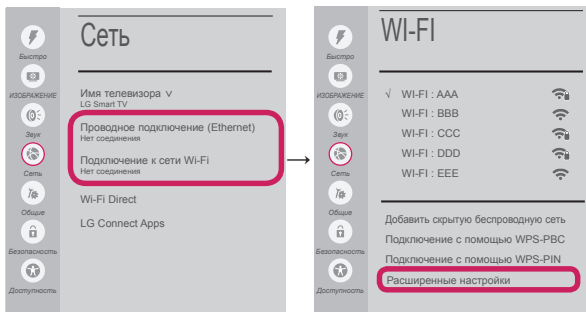 Быстро
ИЗОБРАЖЕНИЕ
Звук
Сеть
Общие
Безопасность
Доступность
Сеть
Имя телевизора ∨
LG Smart TV
Проводное подключение (Ethernet)
Нет соединения
Подключение к сети Wi-Fi
Нет соединения
Wi-Fi Direct
LG Connect Apps
→
Быстро
ИЗОБРАЖЕНИЕ
Звук
Сеть
Общие
Безопасность
Доступность
WI-FI
√ WI-FI : AAA
WI-FI : BBB
WI-FI : CCC
WI-FI : DDD
WI-FI : EEE
Добавить скрытую беспроводную сеть
Подключение с помощью WPS-PBC
Подключение с помощью WPS-PIN
Расширенные настройки